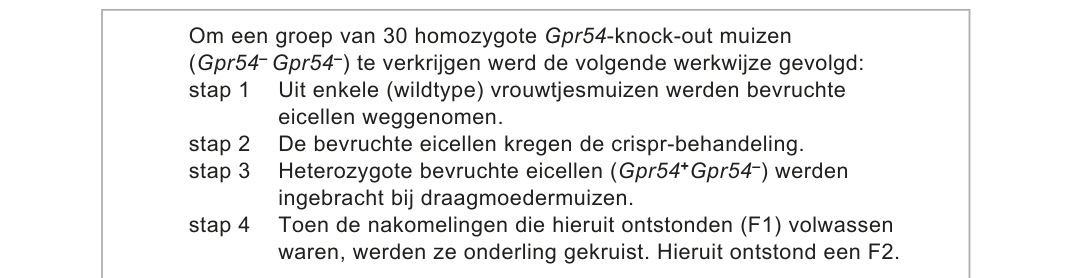 Om een groep van 30 homozygote Gpr54-knock-out muizen
(Gpr54⁻ Gpr54⁻) te verkrijgen werd de volgende werkwijze gevolgd:
stap 1 Uit enkele (wildtype) vrouwtjesmuizen werden bevruchte
eicellen weggenomen.
stap 2 De bevruchte eicellen kregen de crispr-behandeling.
stap 3 Heterozygote bevruchte eicellen (Gpr54⁺Gpr54⁻) werden
ingebracht bij draagmoedermuizen.
stap 4 Toen de nakomelingen die hieruit ontstonden (F1) volwassen
waren, werden ze onderling gekruist. Hieruit ontstond een F2.